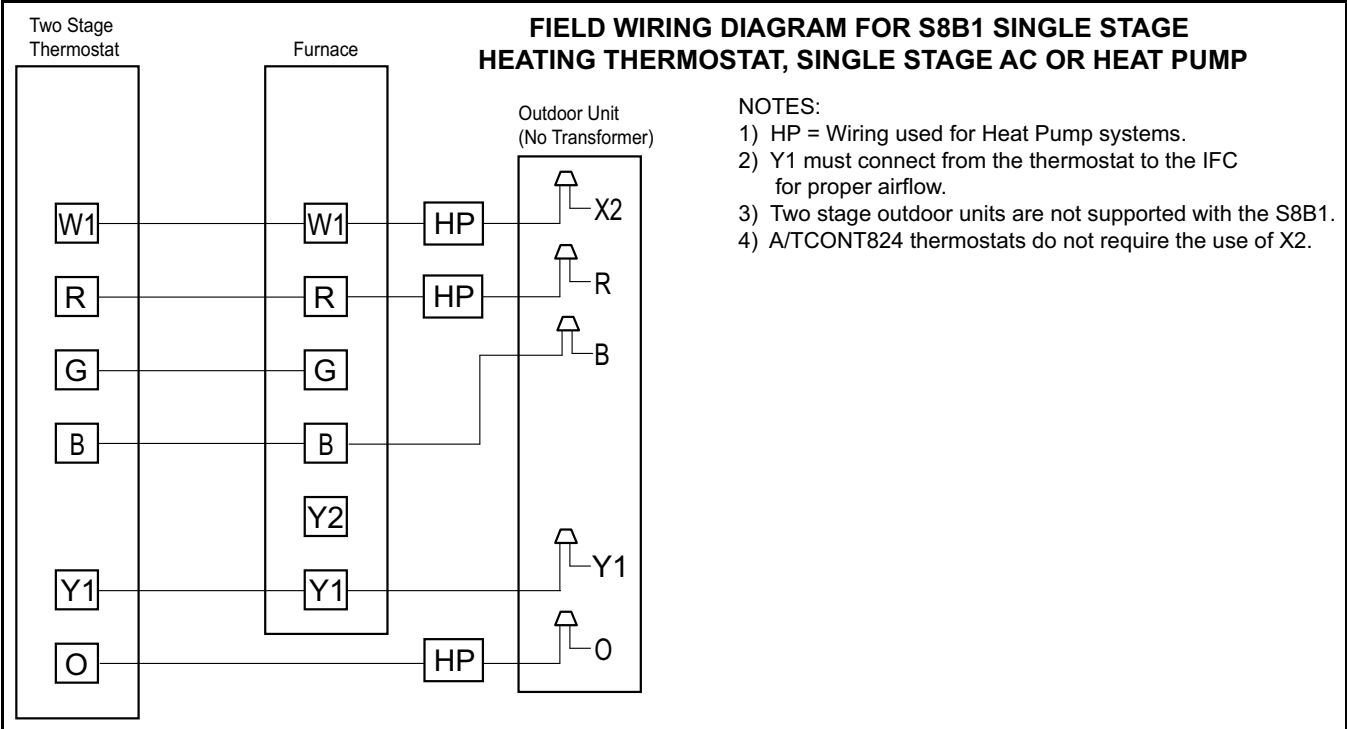 Two Stage
Thermostat
Furnace
FIELD WIRING DIAGRAM FOR S8B1 SINGLE STAGE
HEATING THERMOSTAT, SINGLE STAGE AC OR HEAT PUMP
Outdoor Unit
(No Transformer)
NOTES:
1) HP = Wiring used for Heat Pump systems.
2) Y1 must connect from the thermostat to the IFC
for proper airflow.
3) Two stage outdoor units are not supported with the S8B1.
4) A/TCONT824 thermostats do not require the use of X2.
W1 W1 HP X2
R R HP R
G G
B B B
Y2
Y1 Y1 Y1
O HP O